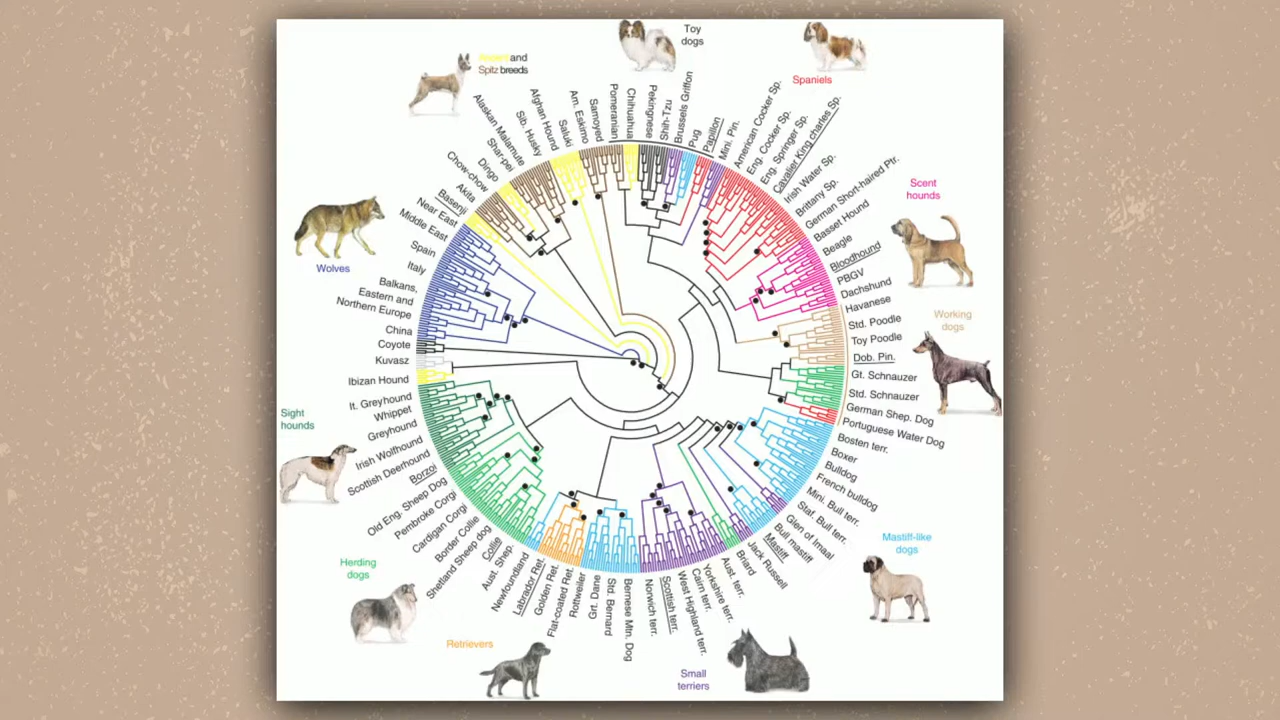 Toy
dogs
Spaniels
Ancient and
Spitz breeds
Scent
hounds
Working
dogs
Mastiff-like
dogs
Small
terriers
Retrievers
Herding
dogs
Sight
hounds
Wolves
Basenji
Akita
Chow-chow
Dingo
Shar-pei
Alaskan Malamute
Sib. Husky
Afghan Hound
Saluki
Am. Eskimo
Samoyed
Pomeranian
Chihuahua
Pekingnese
Shih-Tzu
Brussels Griffon
Pug
Papillon
Mini. Pin.
American Cocker Sp.
Eng. Cocker Sp.
Eng. Springer Sp.
Cavalier King charles Sp.
Irish Water Sp.
Brittany Sp.
German Short-haired Ptr.
Basset Hound
Beagle
Bloodhound
PBGV
Dachshund
Havanese
Std. Poodle
Toy Poodle
Dob. Pin.
Gt. Schnauzer
Std. Schnauzer
German Shep. Dog
Portuguese Water Dog
Bosten terr.
Boxer
Bulldog
French bulldog
Mini. Bull terr.
Staf. Bull terr.
Glen of Imaal
Bull mastiff
Mastiff
Jack Russell
Briard
Aust. terr.
Yorkshire terr.
Cairn terr.
West Highland terr.
Scottish terr.
Norwich terr.
Bernese Mtn. Dog
Std. Bernard
Grt. Dane
Rottweiler
Flat-coated Ret.
Golden Ret.
Labrador Ret.
Newfoundland
Aust. Shep.
Collie
Shetland Sheep dog
Border Collie
Cardigan Corgi
Pembroke Corgi
Old Eng. Sheep Dog
Borzoi
Scottish Deerhound
Irish Wolfhound
Greyhound
Whippet
It. Greyhound
Ibizan Hound
Kuvasz
Coyote
China
Balkans,
Eastern and
Northern Europe
Italy
Spain
Middle East
Near East